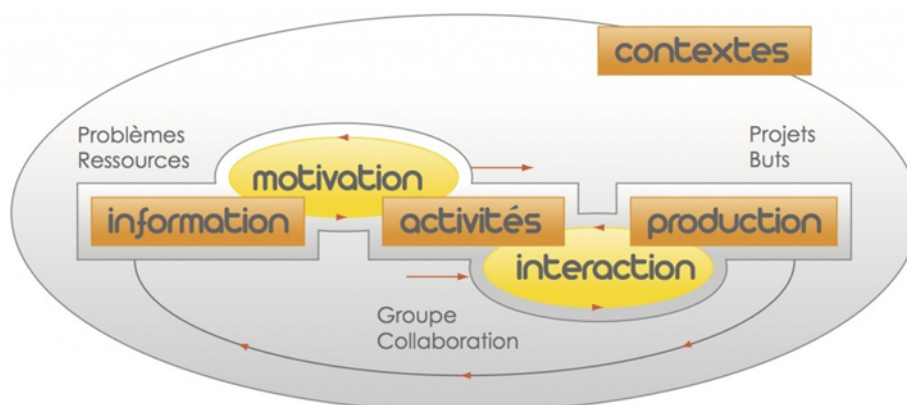 contextes
Problèmes
Ressources
Projets
Buts
motivation
information
activités
production
interaction
Groupe
Collaboration